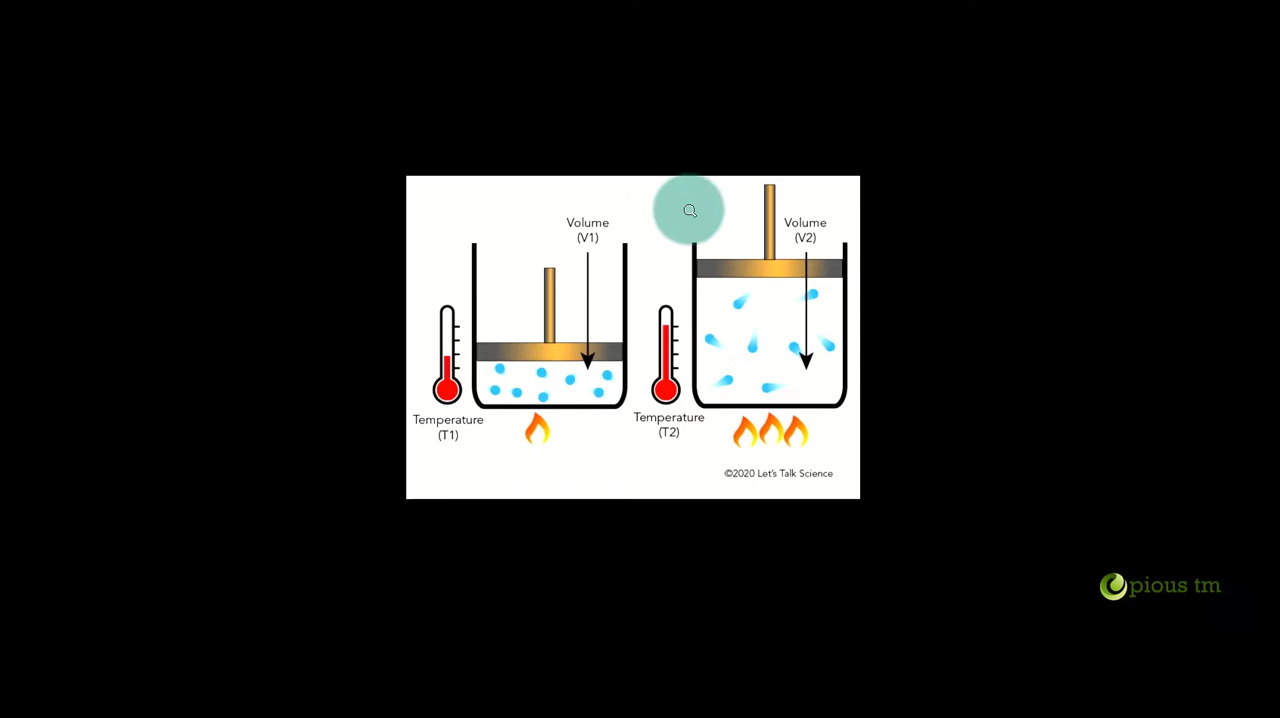 Volume
(V1)
Volume
(V2)
Temperature
(T1)
Temperature
(T2)
©2020 Let's Talk Science
pious tm